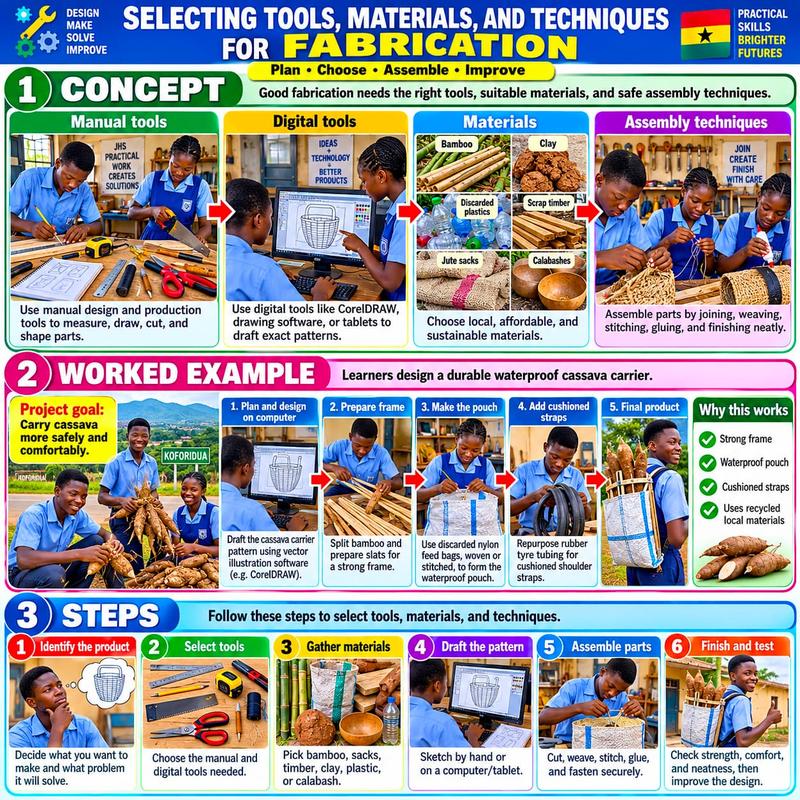 DESIGN
MAKE
SOLVE
IMPROVE
SELECTING TOOLS, MATERIALS, AND TECHNIQUES
FOR FABRICATION
PRACTICAL
SKILLS
BRIGHTER
FUTURES
Plan • Choose • Assemble • Improve
1 CONCEPT
Good fabrication needs the right tools, suitable materials, and safe assembly techniques.
Manual tools
JHS
PRACTICAL
WORK
CREATES
SOLUTIONS
Use manual design and production
tools to measure, draw, cut, and
shape parts.
Digital tools
IDEAS
+
TECHNOLOGY
=
BETTER
PRODUCTS
Use digital tools like CorelDRAW,
drawing software, or tablets to
draft exact patterns.
Materials
Bamboo
Clay
Discarded
plastics
Scrap timber
Jute sacks
Calabashes
Choose local, affordable, and
sustainable materials.
Assembly techniques
JOIN
CREATE
FINISH
WITH CARE
Assemble parts by joining, weaving,
stitching, gluing, and finishing neatly.
2 WORKED EXAMPLE
Learners design a durable waterproof cassava carrier.
Project goal:
Carry cassava
more safely and
comfortably.
KOFORIDUA
KOFORIDUA
1. Plan and design
on computer
Draft the cassava carrier
pattern using vector
illustration software
(e.g. CorelDRAW).
2. Prepare frame
Split bamboo and
prepare slats for
a strong frame.
3. Make the pouch
Use discarded nylon
feed bags, woven or
stitched, to form the
waterproof pouch.
4. Add cushioned
straps
Repurpose rubber
tyre tubing for
cushioned shoulder
straps.
5. Final product
Why this works
Strong frame
Waterproof pouch
Cushioned straps
Uses recycled
local materials
3 STEPS
Follow these steps to select tools, materials, and techniques.
1 Identify the product
Decide what you want to
make and what problem
it will solve.
2 Select tools
Choose the manual and
digital tools needed.
3 Gather materials
Pick bamboo, sacks,
timber, clay, plastic,
or calabash.
4 Draft the pattern
Sketch by hand or
on a computer/tablet.
5 Assemble parts
Cut, weave, stitch, glue,
and fasten securely.
6 Finish and test
Check strength, comfort,
and neatness, then
improve the design.